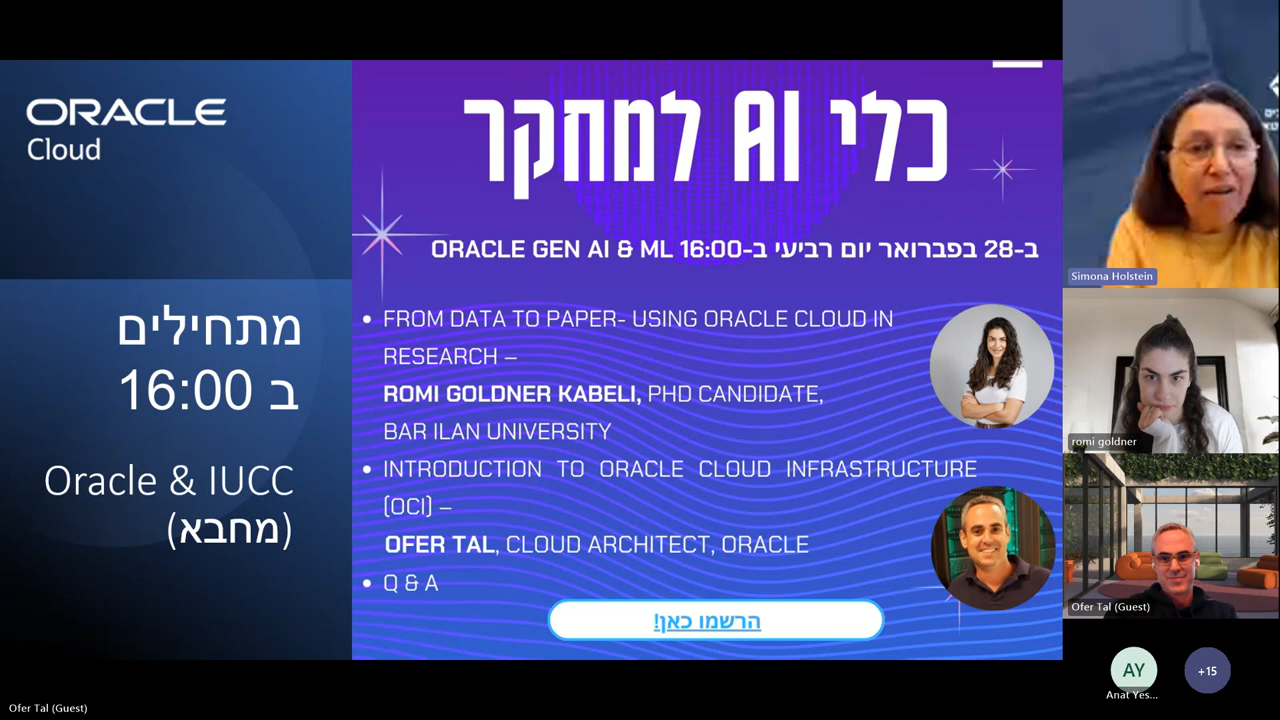 ORACLE
Cloud
מתחילים
ב 16:00
Oracle & IUCC
(מחבא)
כלי AI למחקר
ב-28 בפברואר יום רביעי ב-16:00 ORACLE GEN AI & ML
• FROM DATA TO PAPER- USING ORACLE CLOUD IN
RESEARCH –
ROMI GOLDNER KABELI, PHD CANDIDATE,
BAR ILAN UNIVERSITY
• INTRODUCTION TO ORACLE CLOUD INFRASTRUCTURE
(OCI) –
OFER TAL, CLOUD ARCHITECT, ORACLE
• Q & A
הרשמו כאן!
Simona Holstein
romi goldner
Ofer Tal (Guest)
AY
+15
Anat Yes...
Ofer Tal (Guest)